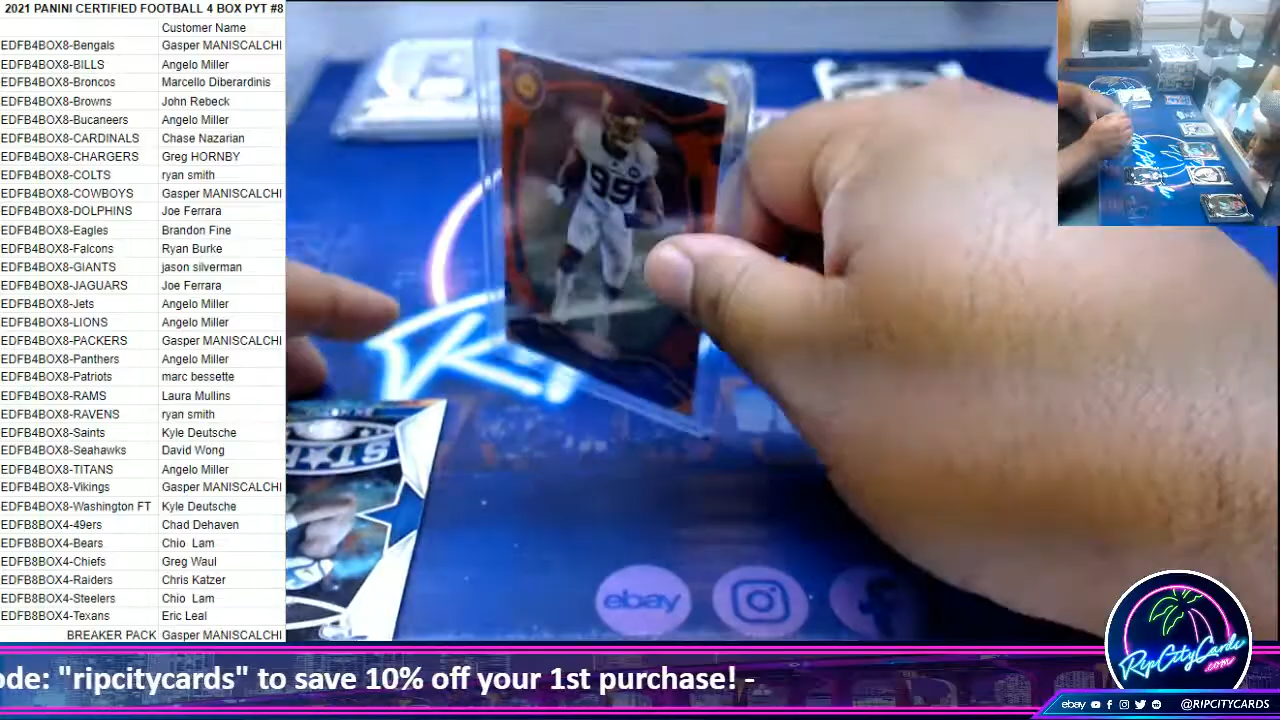 2021 PANINI CERTIFIED FOOTBALL 4 BOX PYT #8
Customer Name
EDFB4BOX8-Bengals Gasper MANISCALCHI
EDFB4BOX8-BILLS Angelo Miller
EDFB4BOX8-Broncos Marcello Diberardinis
EDFB4BOX8-Browns John Rebeck
EDFB4BOX8-Bucaneers Angelo Miller
EDFB4BOX8-CARDINALS Chase Nazarian
EDFB4BOX8-CHARGERS Greg HORNBY
EDFB4BOX8-COLTS ryan smith
EDFB4BOX8-COWBOYS Gasper MANISCALCHI
EDFB4BOX8-DOLPHINS Joe Ferrara
EDFB4BOX8-Eagles Brandon Fine
EDFB4BOX8-Falcons Ryan Burke
EDFB4BOX8-GIANTS jason silverman
EDFB4BOX8-JAGUARS Joe Ferrara
EDFB4BOX8-Jets Angelo Miller
EDFB4BOX8-LIONS Angelo Miller
EDFB4BOX8-PACKERS Gasper MANISCALCHI
EDFB4BOX8-Panthers Angelo Miller
EDFB4BOX8-Patriots marc bessette
EDFB4BOX8-RAMS Laura Mullins
EDFB4BOX8-RAVENS ryan smith
EDFB4BOX8-Saints Kyle Deutsche
EDFB4BOX8-Seahawks David Wong
EDFB4BOX8-TITANS Angelo Miller
EDFB4BOX8-Vikings Gasper MANISCALCHI
EDFB4BOX8-Washington FT Kyle Deutsche
EDFB8BOX4-49ers Chad Dehaven
EDFB8BOX4-Bears Chio Lam
EDFB8BOX4-Chiefs Greg Waul
EDFB8BOX4-Raiders Chris Katzer
EDFB8BOX4-Steelers Chio Lam
EDFB8BOX4-Texans Eric Leal
BREAKER PACK Gasper MANISCALCHI
99
STAR
ebay
RipCityCards
.com
ode: "ripcitycards" to save 10% off your 1st purchase! -
ebay @RIPCITYCARDS